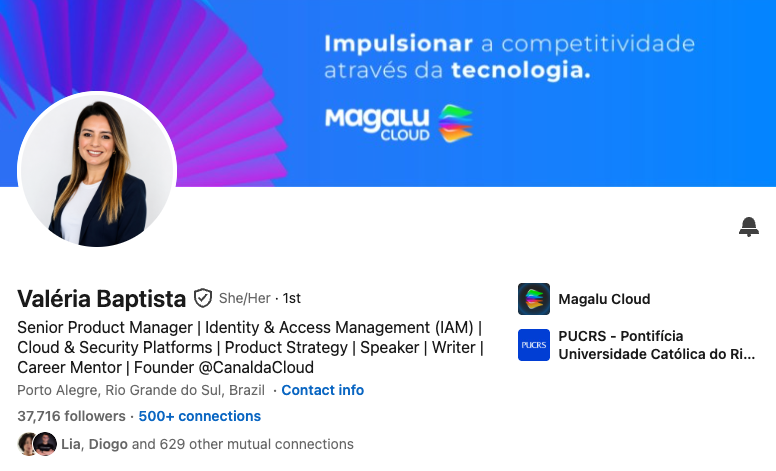 Impulsionar a competitividade
através da tecnologia.
MAGALU
CLOUD
Valéria Baptista She/Her · 1st
Senior Product Manager | Identity & Access Management (IAM) |
Cloud & Security Platforms | Product Strategy | Speaker | Writer |
Career Mentor | Founder @CanaldaCloud
Porto Alegre, Rio Grande do Sul, Brazil · Contact info
37,716 followers · 500+ connections
Lia, Diogo and 629 other mutual connections
Magalu Cloud
PUCRS
PUCRS - Pontifícia
Universidade Católica do Ri...